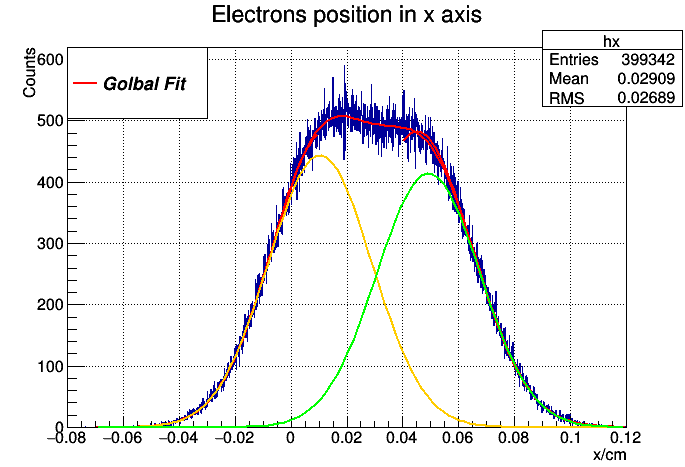 Electrons position in x axis
hx
Entries 399342
Mean 0.02909
RMS 0.02689
Counts
Golbal Fit
600
500
400
300
200
100
0
−0.08 −0.06 −0.04 −0.02 0 0.02 0.04 0.06 0.08 0.1 0.12
x/cm